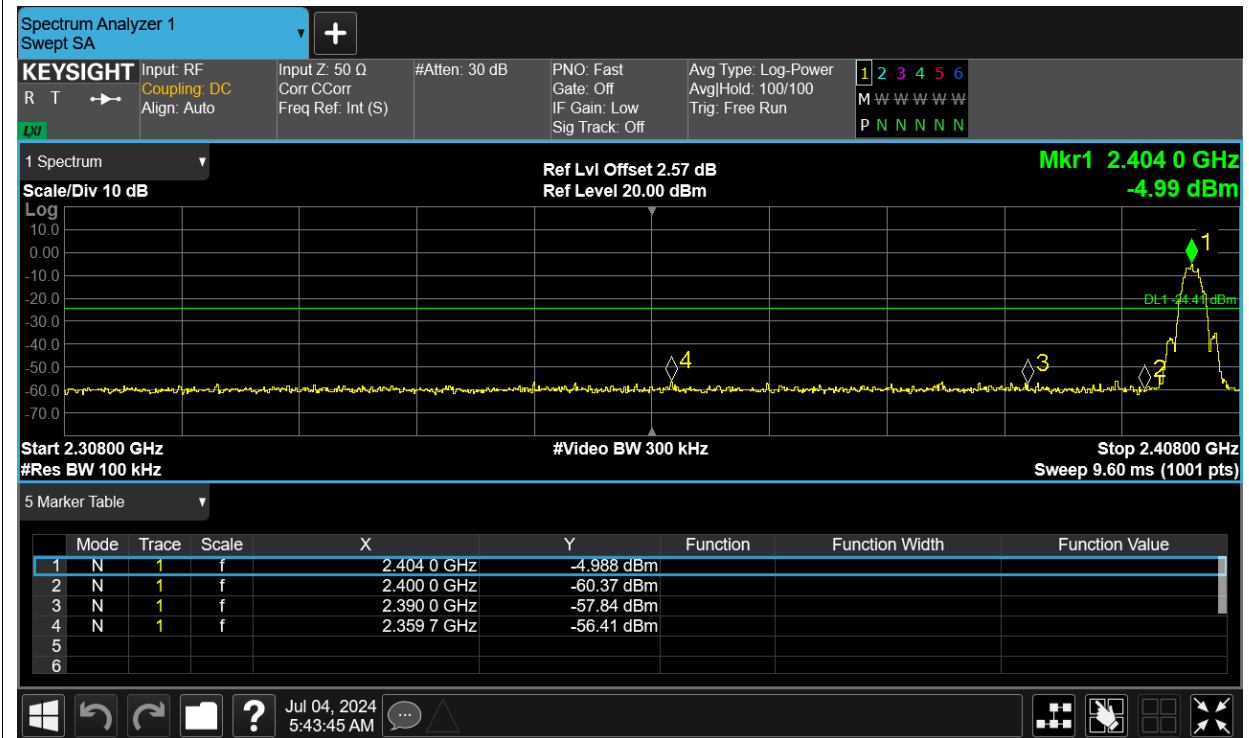 Spectrum Analyzer 1
Swept SA
+
KEYSIGHT
R T
LXI
Input: RF
Coupling: DC
Align: Auto
Input Z: 50 Ω
Corr CCorr
Freq Ref: Int (S)
#Atten: 30 dB
PNO: Fast
Gate: Off
IF Gain: Low
Sig Track: Off
Avg Type: Log-Power
Avg|Hold: 100/100
Trig: Free Run
1 2 3 4 5 6
M W W W W W
P N N N N N
1 Spectrum
Scale/Div 10 dB
Ref Lvl Offset 2.57 dB
Ref Level 20.00 dBm
Mkr1 2.404 0 GHz
-4.99 dBm
Log
10.0
0.00
-10.0
-20.0
-30.0
-40.0
-50.0
-60.0
-70.0
1
DL1 -24.41 dBm
4
3
2
Start 2.30800 GHz
#Res BW 100 kHz
#Video BW 300 kHz
Stop 2.40800 GHz
Sweep 9.60 ms (1001 pts)
5 Marker Table
Mode Trace Scale X Y Function Function Width Function Value
1 N 1 f 2.404 0 GHz -4.988 dBm
2 N 1 f 2.400 0 GHz -60.37 dBm
3 N 1 f 2.390 0 GHz -57.84 dBm
4 N 1 f 2.359 7 GHz -56.41 dBm
5
6
?
Jul 04, 2024
5:43:45 AM